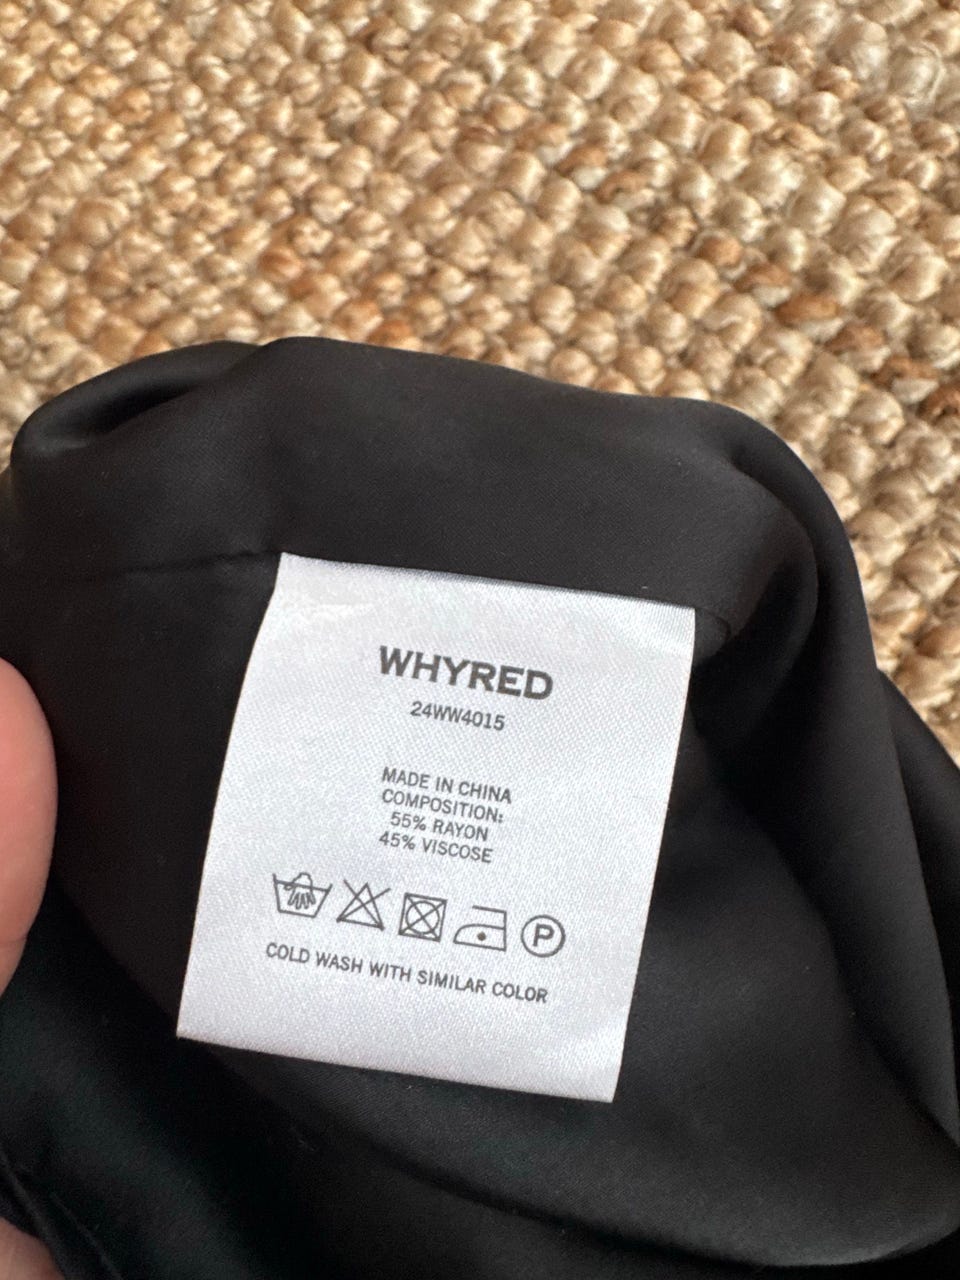 WHYRED
24WW4015
MADE IN CHINA
COMPOSITION:
55% RAYON
45% VISCOSE
P
COLD WASH WITH SIMILAR COLOR